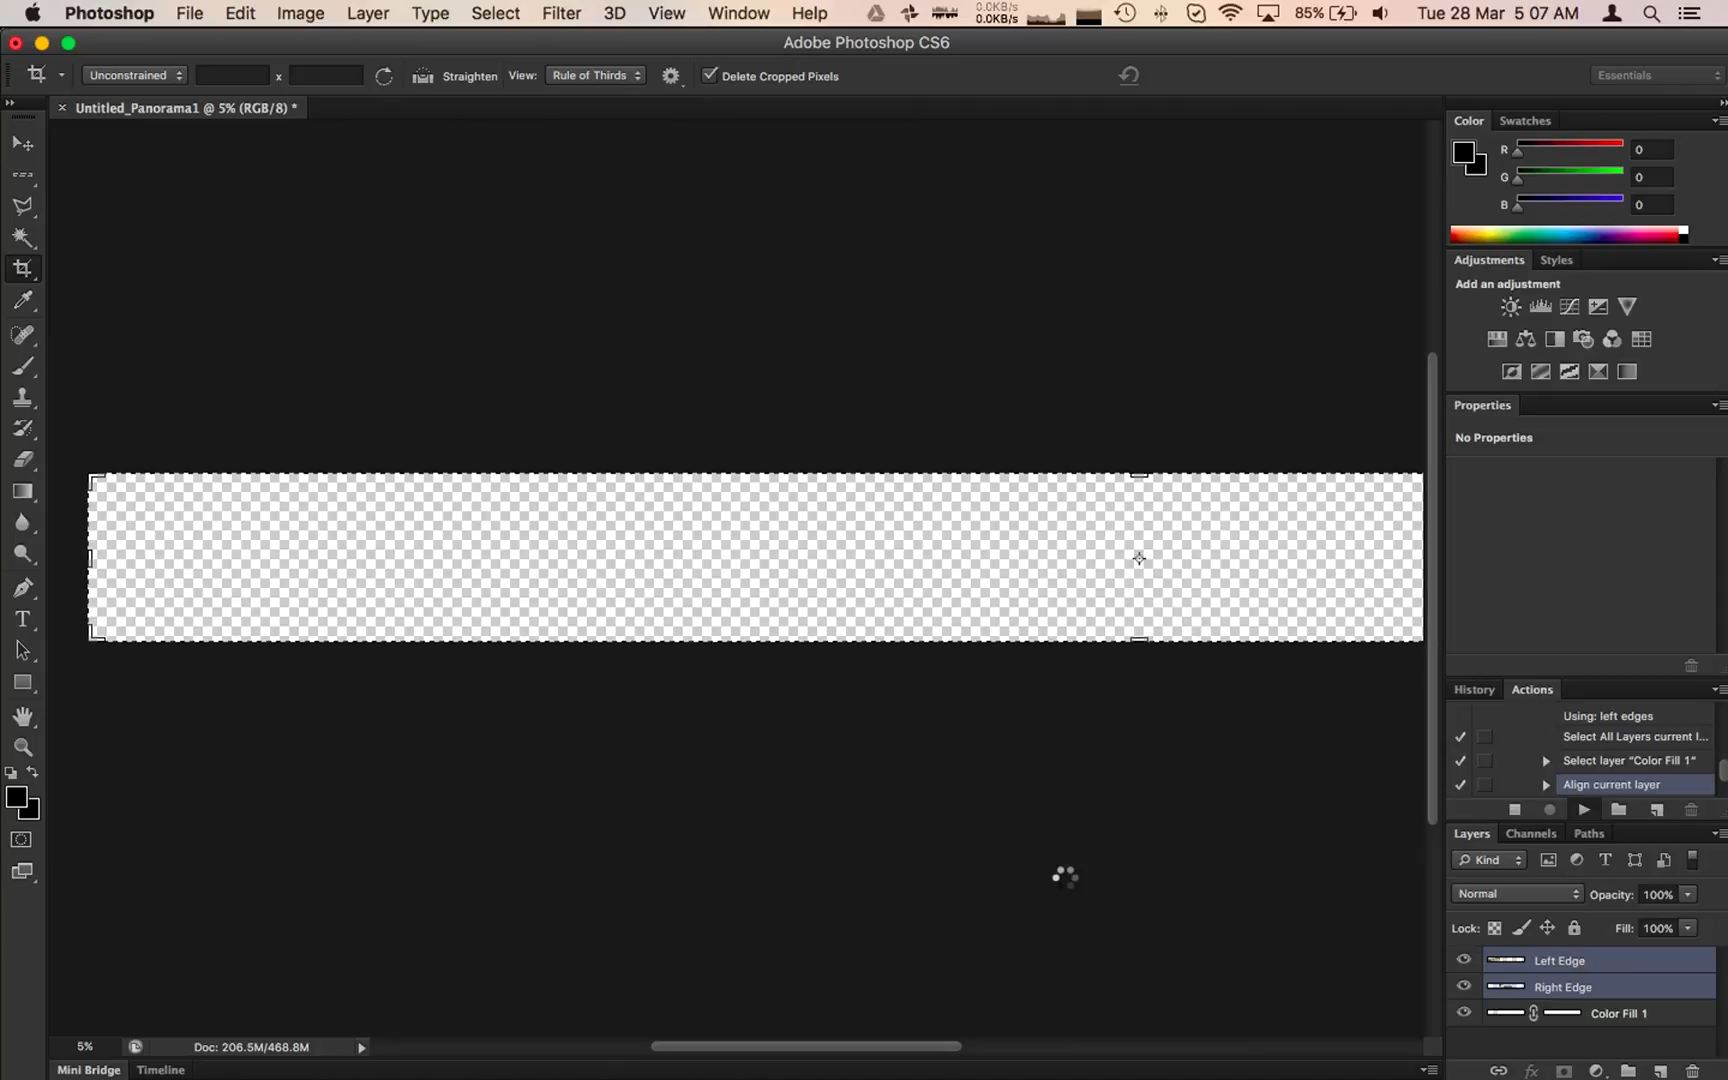 Photoshop File Edit Image Layer Type Select Filter 3D View Window Help 0.0KB/s 0.0KB/s 85% Tue 28 Mar 5:07 AM
Adobe Photoshop CS6
Unconstrained x Straighten View: Rule of Thirds Delete Cropped Pixels Essentials
× Untitled_Panorama1 @ 5% (RGB/8) *
Color Swatches
R 0
G 0
B 0
Adjustments Styles
Add an adjustment
Properties
No Properties
History Actions
Using: left edges
Select All Layers current l...
Select layer "Color Fill 1"
Align current layer
Layers Channels Paths
Kind
Normal Opacity: 100%
Lock: Fill: 100%
Left Edge
Right Edge
Color Fill 1
5% Doc: 206.5M/468.8M
Mini Bridge Timeline